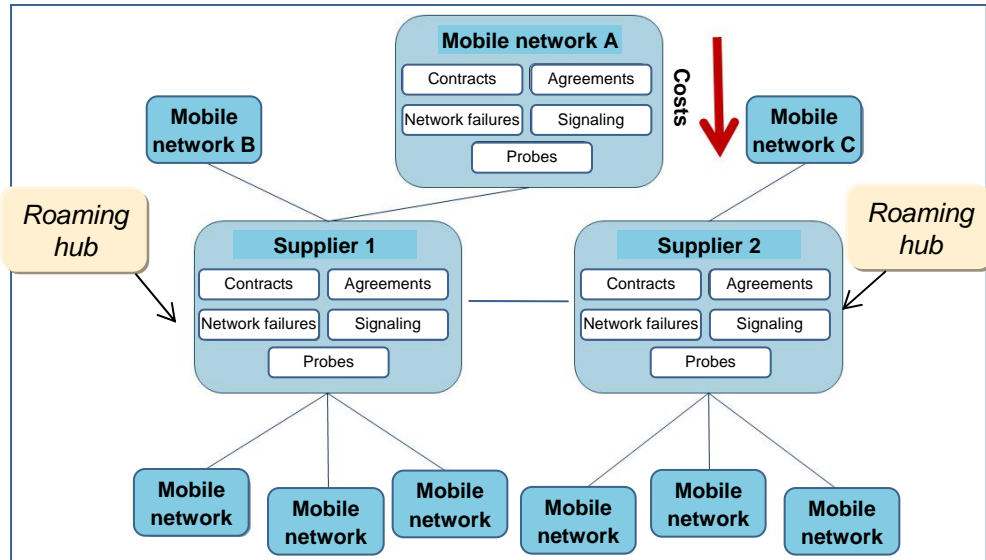 Mobile network A
Contracts
Agreements
Network failures
Signaling
Probes
Costs
Mobile
network B
Mobile
network C
Roaming
hub
Roaming
hub
Supplier 1
Contracts
Agreements
Network failures
Signaling
Probes
Supplier 2
Contracts
Agreements
Network failures
Signaling
Probes
Mobile
network
Mobile
network
Mobile
network
Mobile
network
Mobile
network
Mobile
network